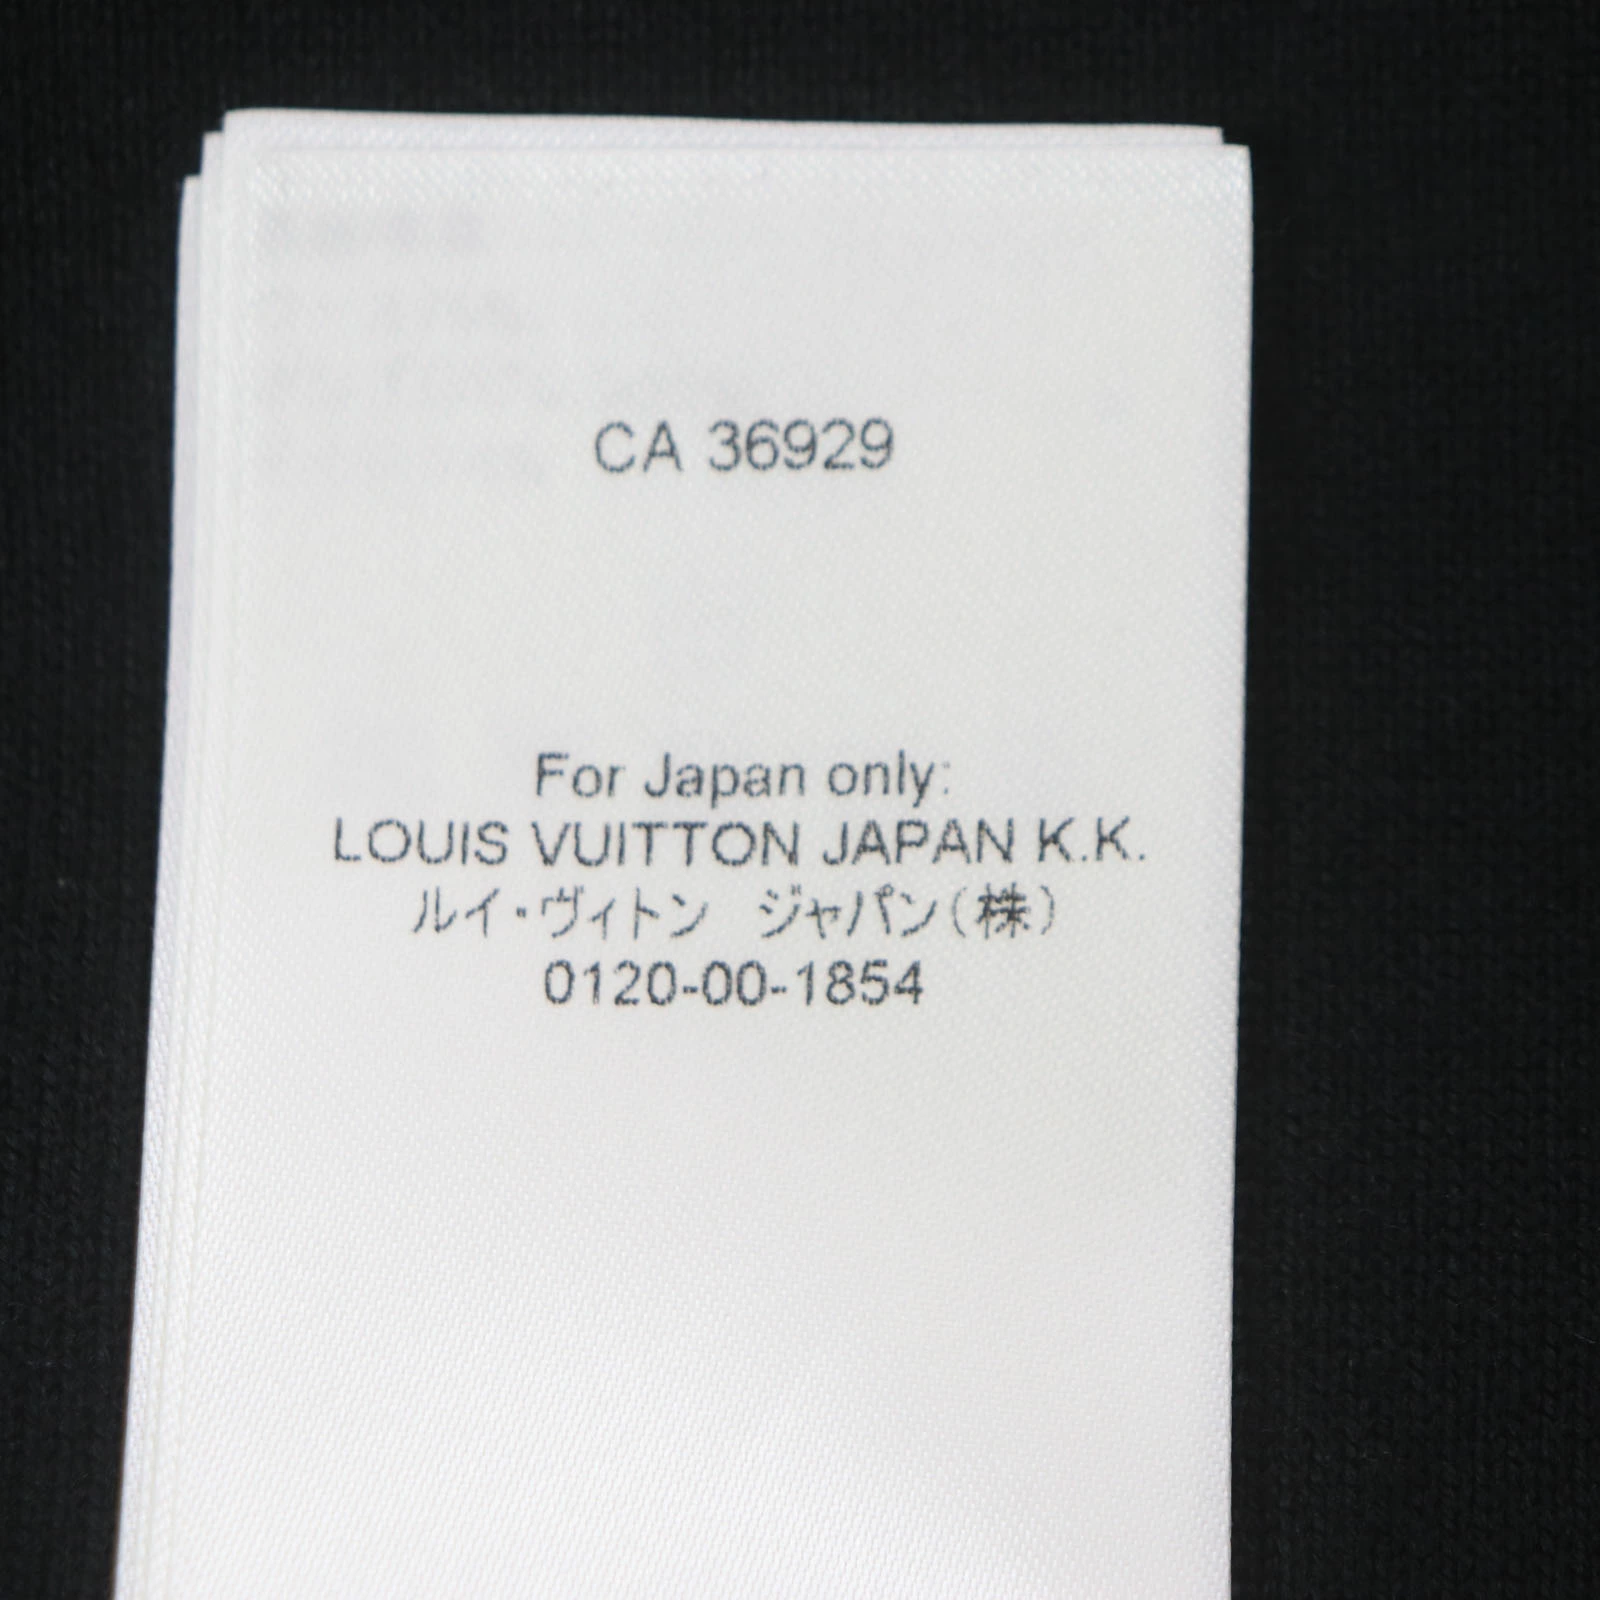 CA 36929
For Japan only:
LOUIS VUITTON JAPAN K.K.
ルイ・ヴィトン　ジャパン(株)
0120-00-1854